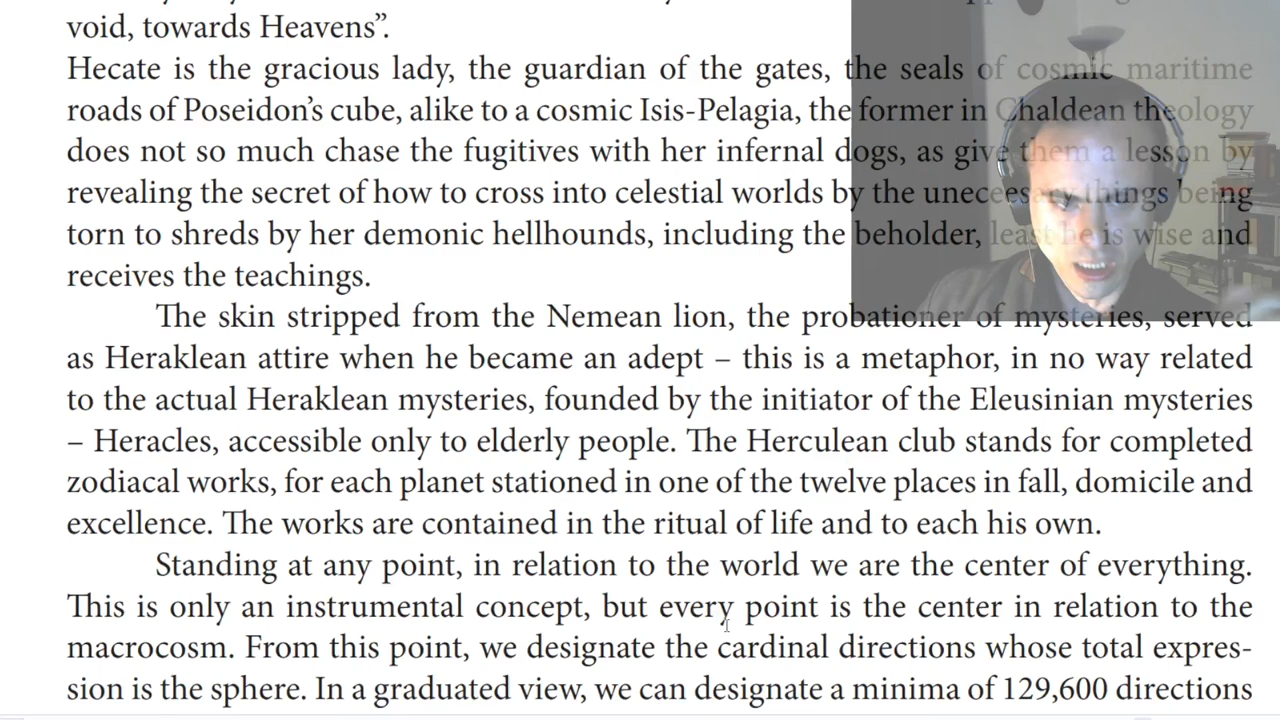 void, towards Heavens”.
Hecate is the gracious lady, the guardian of the gates, the seals of cosmic maritime
roads of Poseidon’s cube, alike to a cosmic Isis-Pelagia, the former in Chaldean theology
does not so much chase the fugitives with her infernal dogs, as give them a lesson by
revealing the secret of how to cross into celestial worlds by the uneceesary things being
torn to shreds by her demonic hellhounds, including the beholder, least he is wise and
receives the teachings.
The skin stripped from the Nemean lion, the probationer of mysteries, served
as Heraklean attire when he became an adept – this is a metaphor, in no way related
to the actual Heraklean mysteries, founded by the initiator of the Eleusinian mysteries
– Heracles, accessible only to elderly people. The Herculean club stands for completed
zodiacal works, for each planet stationed in one of the twelve places in fall, domicile and
excellence. The works are contained in the ritual of life and to each his own.
Standing at any point, in relation to the world we are the center of everything.
This is only an instrumental concept, but every point is the center in relation to the
macrocosm. From this point, we designate the cardinal directions whose total expres-
sion is the sphere. In a graduated view, we can designate a minima of 129,600 directions